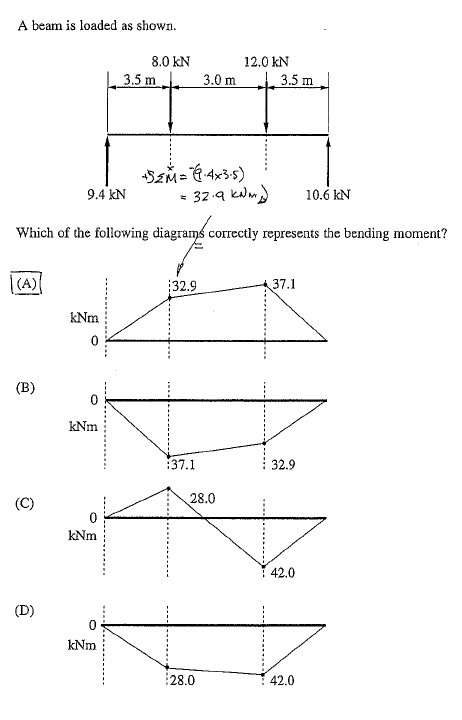 A beam is loaded as shown.
8.0 kN 12.0 kN
3.5 m 3.0 m 3.5 m
+ΣM = (9.4x3.5)
= 32.9 kNm
9.4 kN 10.6 kN
Which of the following diagrams correctly represents the bending moment?
(A)
32.9 37.1
kNm
0
(B)
0
kNm
37.1 32.9
(C)
28.0
0
kNm
42.0
(D)
0
kNm
28.0 42.0